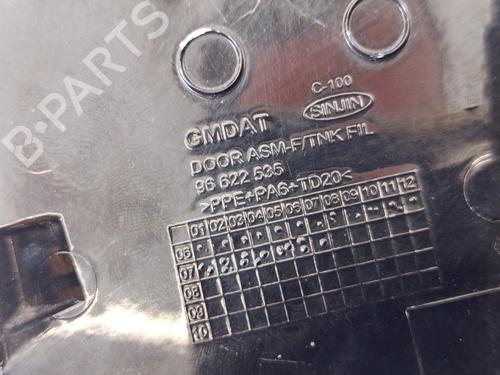 B-PARTS
C-100
SINJIN
GMDAT
DOOR ASM-F/TNK FIL
96 622 535
>PPE+PA6+TD20<
01 02 03 04 05 06 07 08 09 10 11 12
06
07
08
09
10